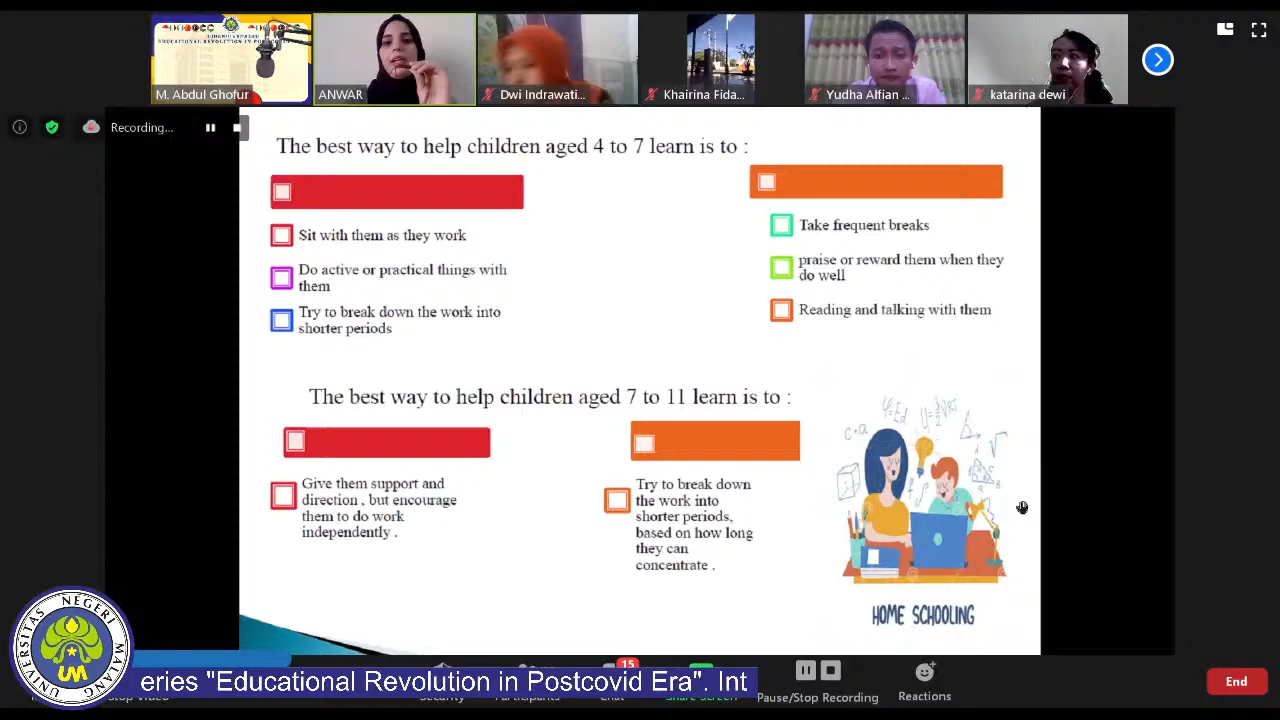 M. Abdul Ghofur
ANWAR
Dwi Indrawati...
Khairina Fida...
Yudha Alfian ...
katarina dewi
Recording...
The best way to help children aged 4 to 7 learn is to :
Sit with them as they work
Do active or practical things with
them
Try to break down the work into
shorter periods
Take frequent breaks
praise or reward them when they
do well
Reading and talking with them
The best way to help children aged 7 to 11 learn is to :
Give them support and
direction , but encourage
them to do work
independently .
Try to break down
the work into
shorter periods,
based on how long
they can
concentrate .
HOME SCHOOLING
UNIVERSITAS NEGERI MALANG
UM
eries "Educational Revolution in Postcovid Era". Int
15
Pause/Stop Recording
Reactions
End